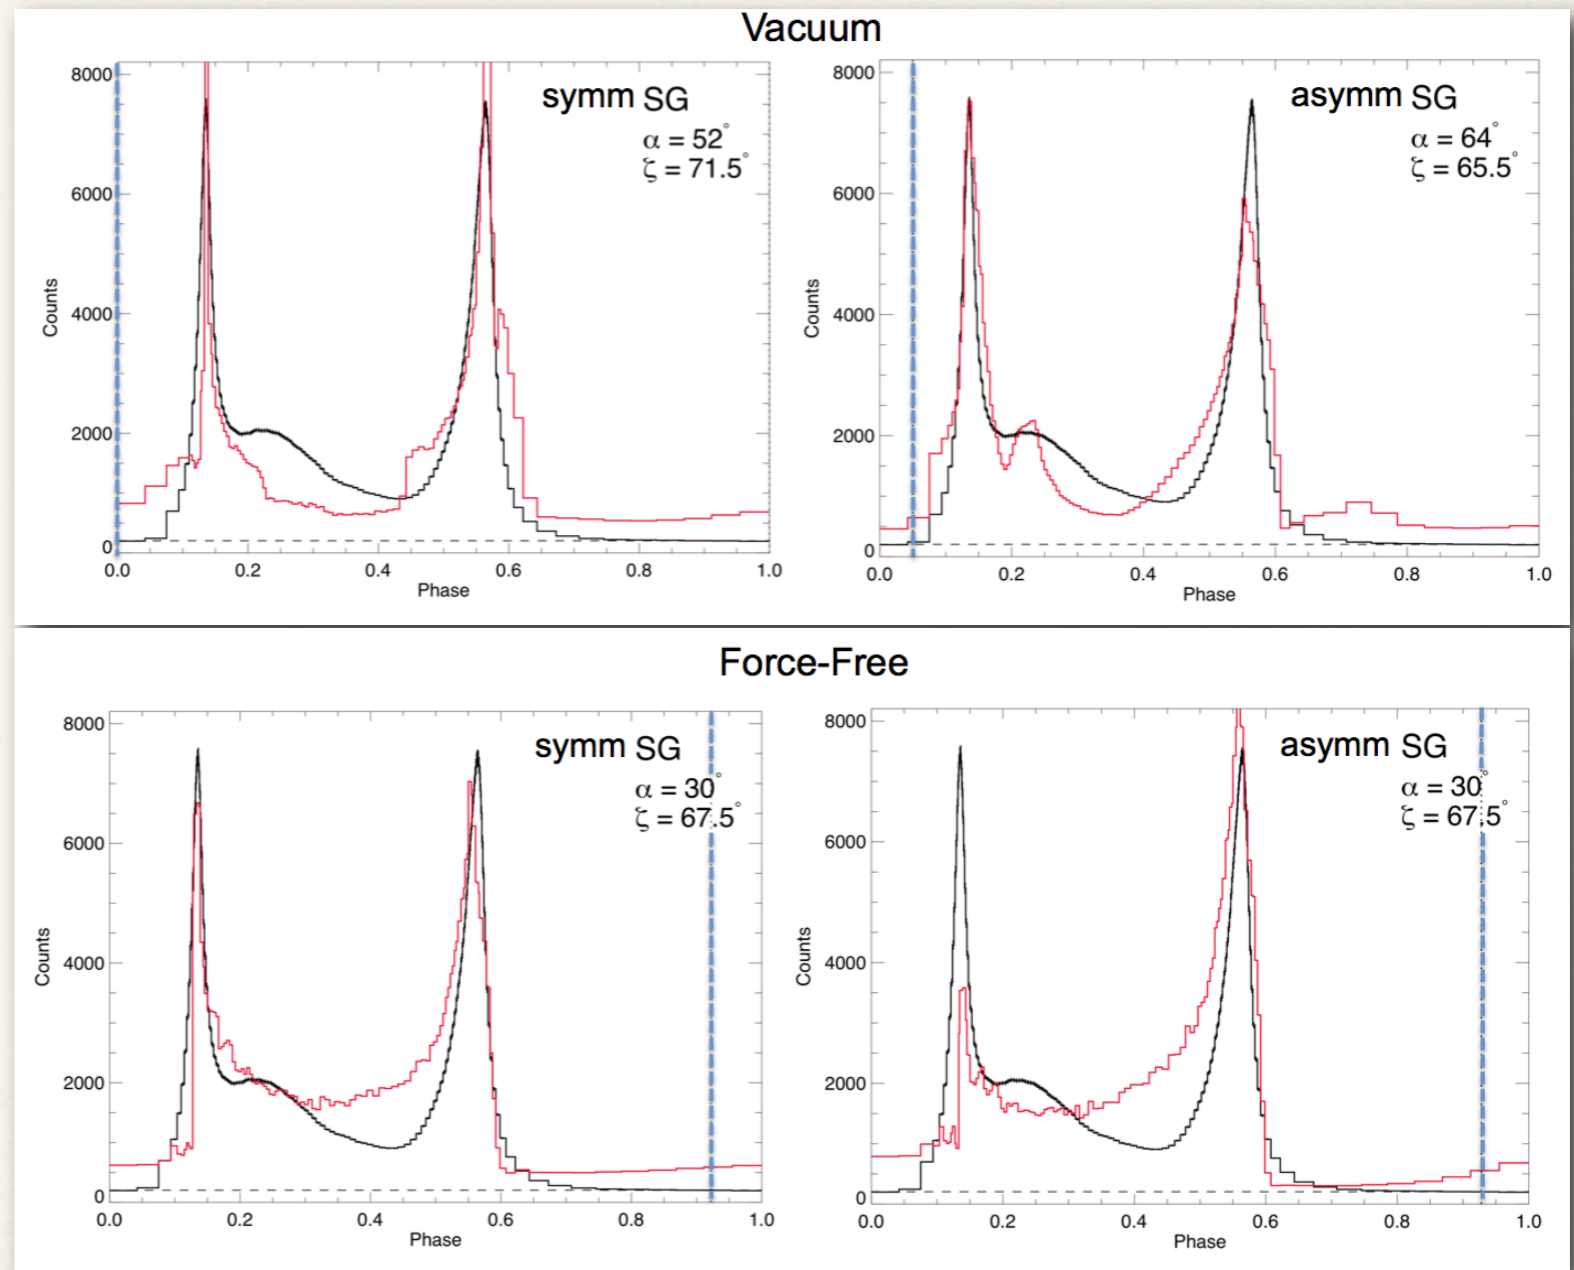 Vacuum
symm SG
α = 52°
ζ = 71.5°
8000
6000
4000
2000
0
Counts
0.0 0.2 0.4 0.6 0.8 1.0
Phase
asymm SG
α = 64°
ζ = 65.5°
8000
6000
4000
2000
0
Counts
0.0 0.2 0.4 0.6 0.8 1.0
Phase
Force-Free
symm SG
α = 30°
ζ = 67.5°
8000
6000
4000
2000
0
Counts
0.0 0.2 0.4 0.6 0.8 1.0
Phase
asymm SG
α = 30°
ζ = 67.5°
8000
6000
4000
2000
0
Counts
0.0 0.2 0.4 0.6 0.8 1.0
Phase